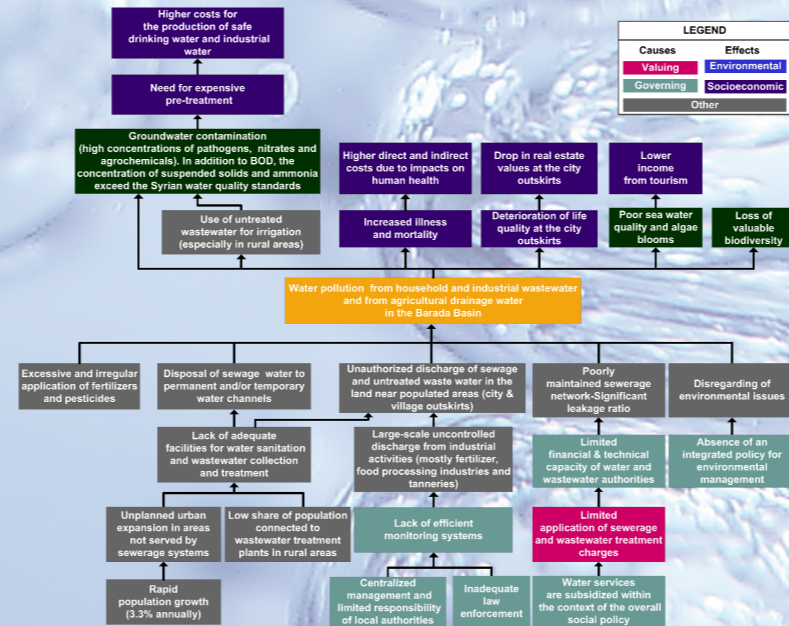 Higher costs for
the production of safe
drinking water and industrial
water
LEGEND
Causes
Effects
Valuing
Environmental
Governing
Socioeconomic
Other
Need for expensive
pre-treatment
Groundwater contamination
(high concentrations of pathogens, nitrates and
agrochemicals). In addition to BOD, the
concentration of suspended solids and ammonia
exceed the Syrian water quality standards
Higher direct and indirect
costs due to impacts on
human health
Drop in real estate
values at the city
outskirts
Lower
income
from tourism
Use of untreated
wastewater for irrigation
(especially in rural areas)
Increased illness
and mortality
Deterioration of life
quality at the city
outskirts
Poor sea water
quality and algae
blooms
Loss of
valuable
biodiversity
Water pollution from household and industrial wastewater
and from agricultural drainage water
in the Barada Basin
Excessive and irregular
application of fertilizers
and pesticides
Disposal of sewage water to
permanent and/or temporary
water channels
Unauthorized discharge of sewage
and untreated waste water in the
land near populated areas (city &
village outskirts)
Poorly
maintained sewerage
network-Significant
leakage ratio
Disregarding of
environmental issues
Lack of adequate
facilities for water sanitation
and wastewater collection
and treatment
Large-scale uncontrolled
discharge from industrial
activities (mostly fertilizer,
food processing industries and
tanneries)
Limited
financial & technical
capacity of water and
wastewater authorities
Absence of an
integrated policy for
environmental
management
Unplanned urban
expansion in areas
not served by
sewerage systems
Low share of population
connected to
wastewater treatment
plants in rural areas
Lack of efficient
monitoring systems
Limited
application of sewerage
and wastewater treatment
charges
Rapid
population growth
(3.3% annually)
Centralized
management and
limited responsibility
of local authorities
Inadequate
law
enforcement
Water services
are subsidized within
the context of the overall
social policy